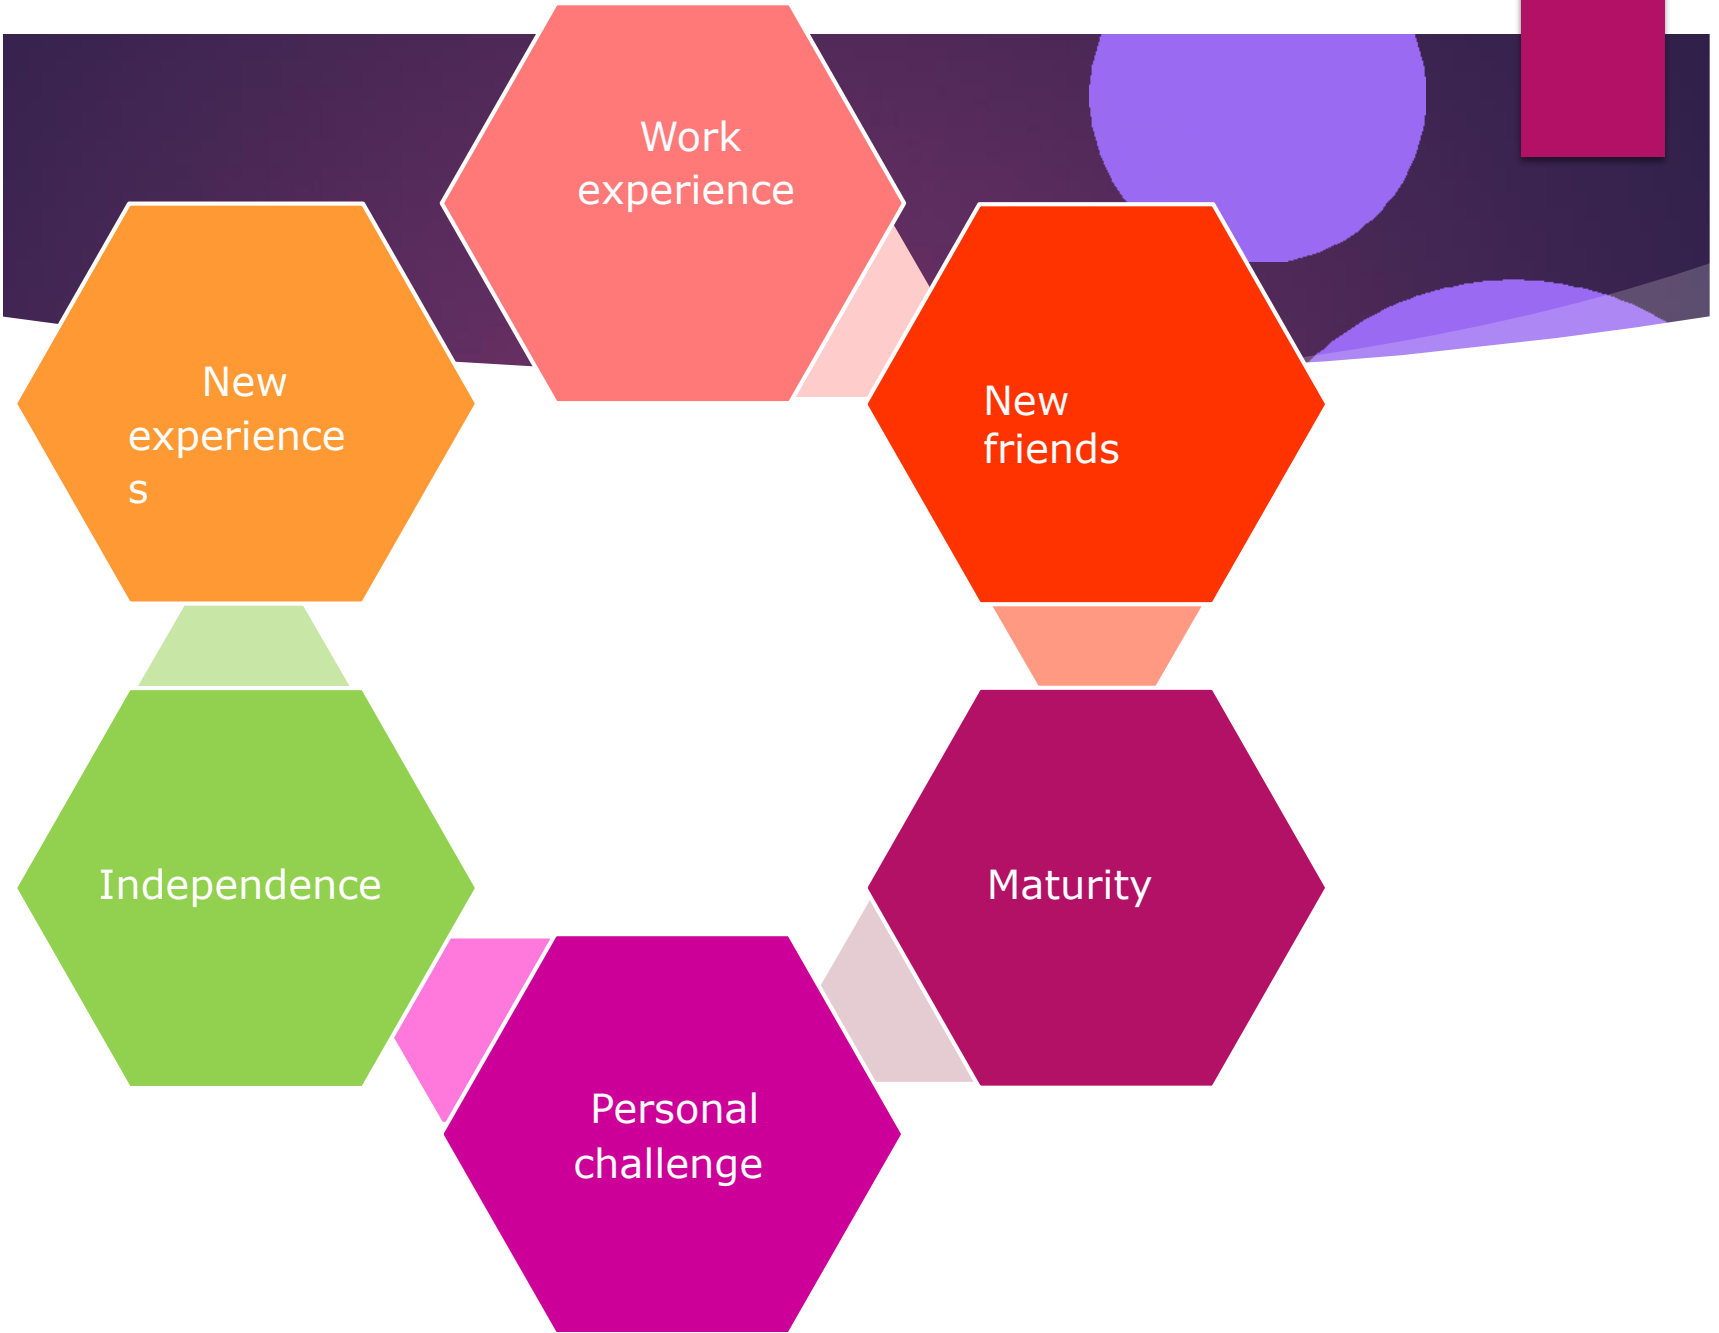 Work
experience
New
friends
Maturity
Personal
challenge
Independence
New
experience
s